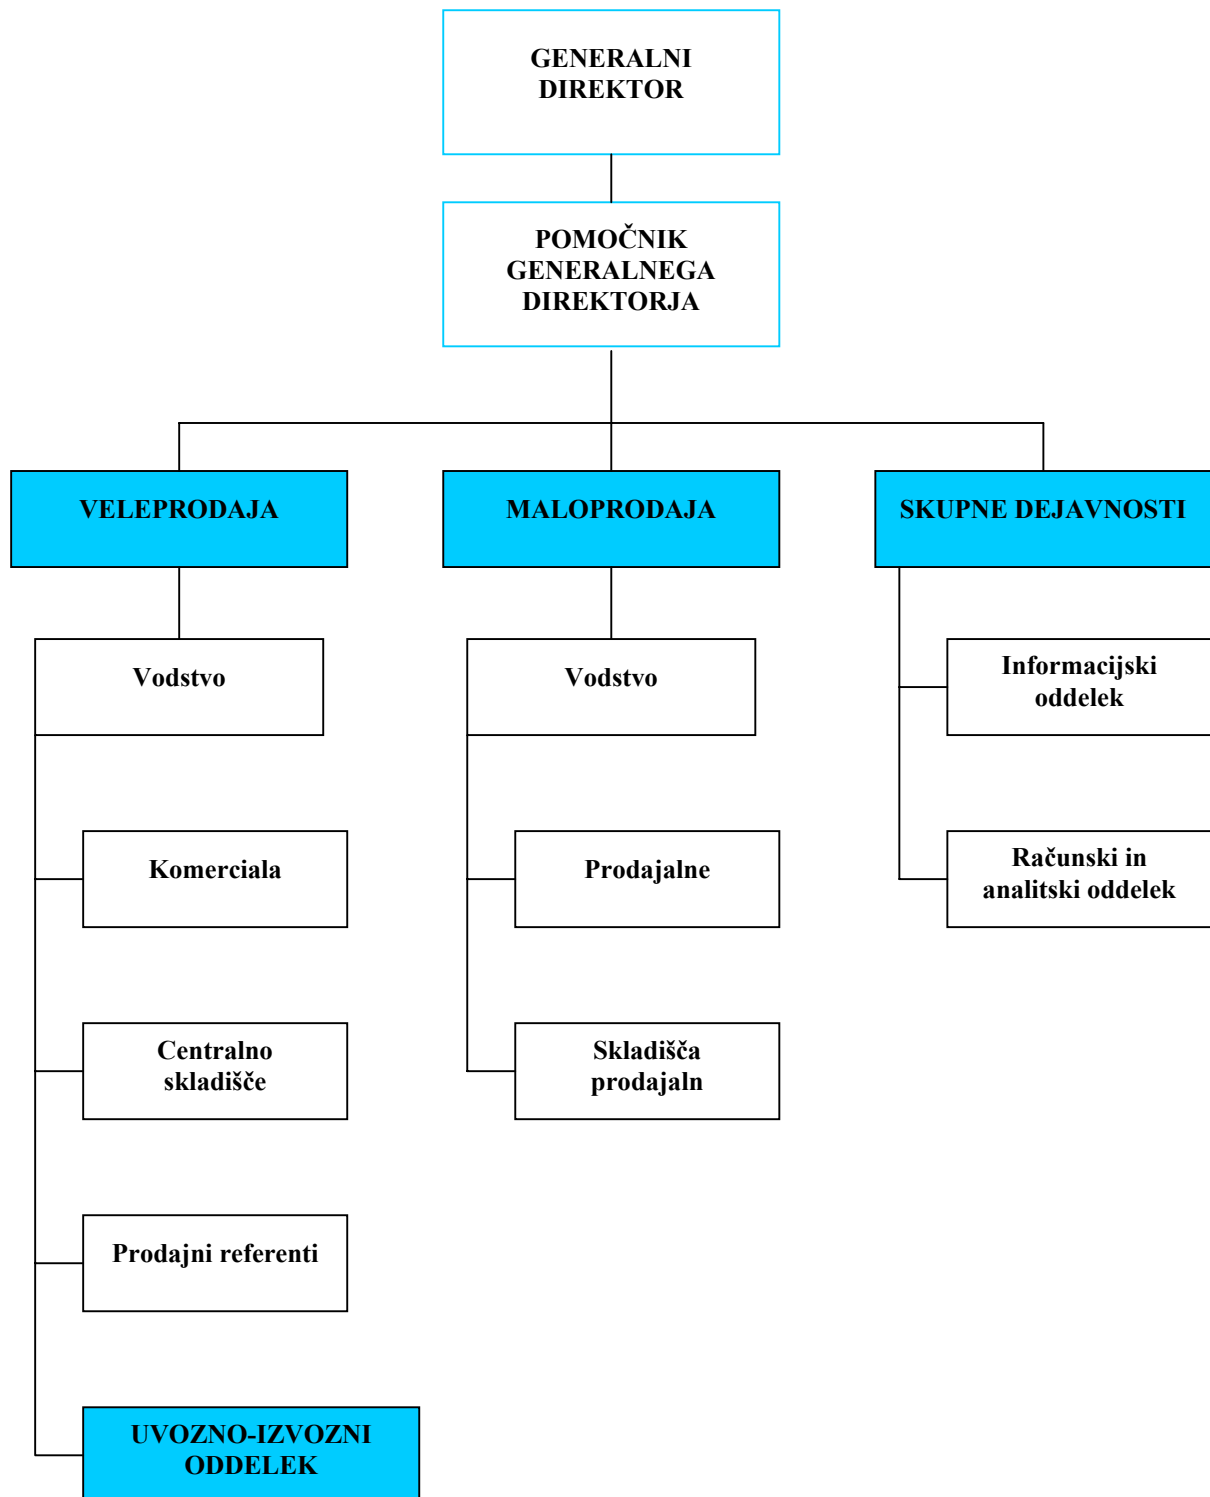 GENERALNI
DIREKTOR
POMOČNIK
GENERALNEGA
DIREKTORJA
VELEPRODAJA
MALOPRODAJA
SKUPNE DEJAVNOSTI
Vodstvo
Vodstvo
Informacijski
oddelek
Komerciala
Prodajalne
Računski in
analitski oddelek
Centralno
skladišče
Skladišča
prodajaln
Prodajni referenti
UVOZNO-IZVOZNI
ODDELEK